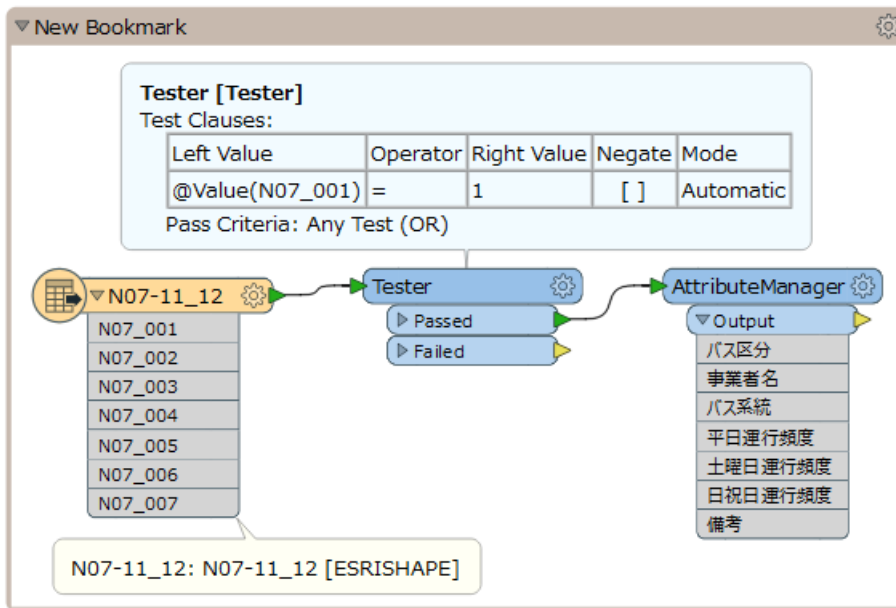 New Bookmark
Tester [Tester]
Test Clauses:
Left Value Operator Right Value Negate Mode
@Value(N07_001) = 1 [ ] Automatic
Pass Criteria: Any Test (OR)
N07-11_12
N07_001
N07_002
N07_003
N07_004
N07_005
N07_006
N07_007
N07-11_12: N07-11_12 [ESRISHAPE]
Tester
Passed
Failed
AttributeManager
Output
バス区分
事業者名
バス系統
平日運行頻度
土曜日運行頻度
日祝日運行頻度
備考